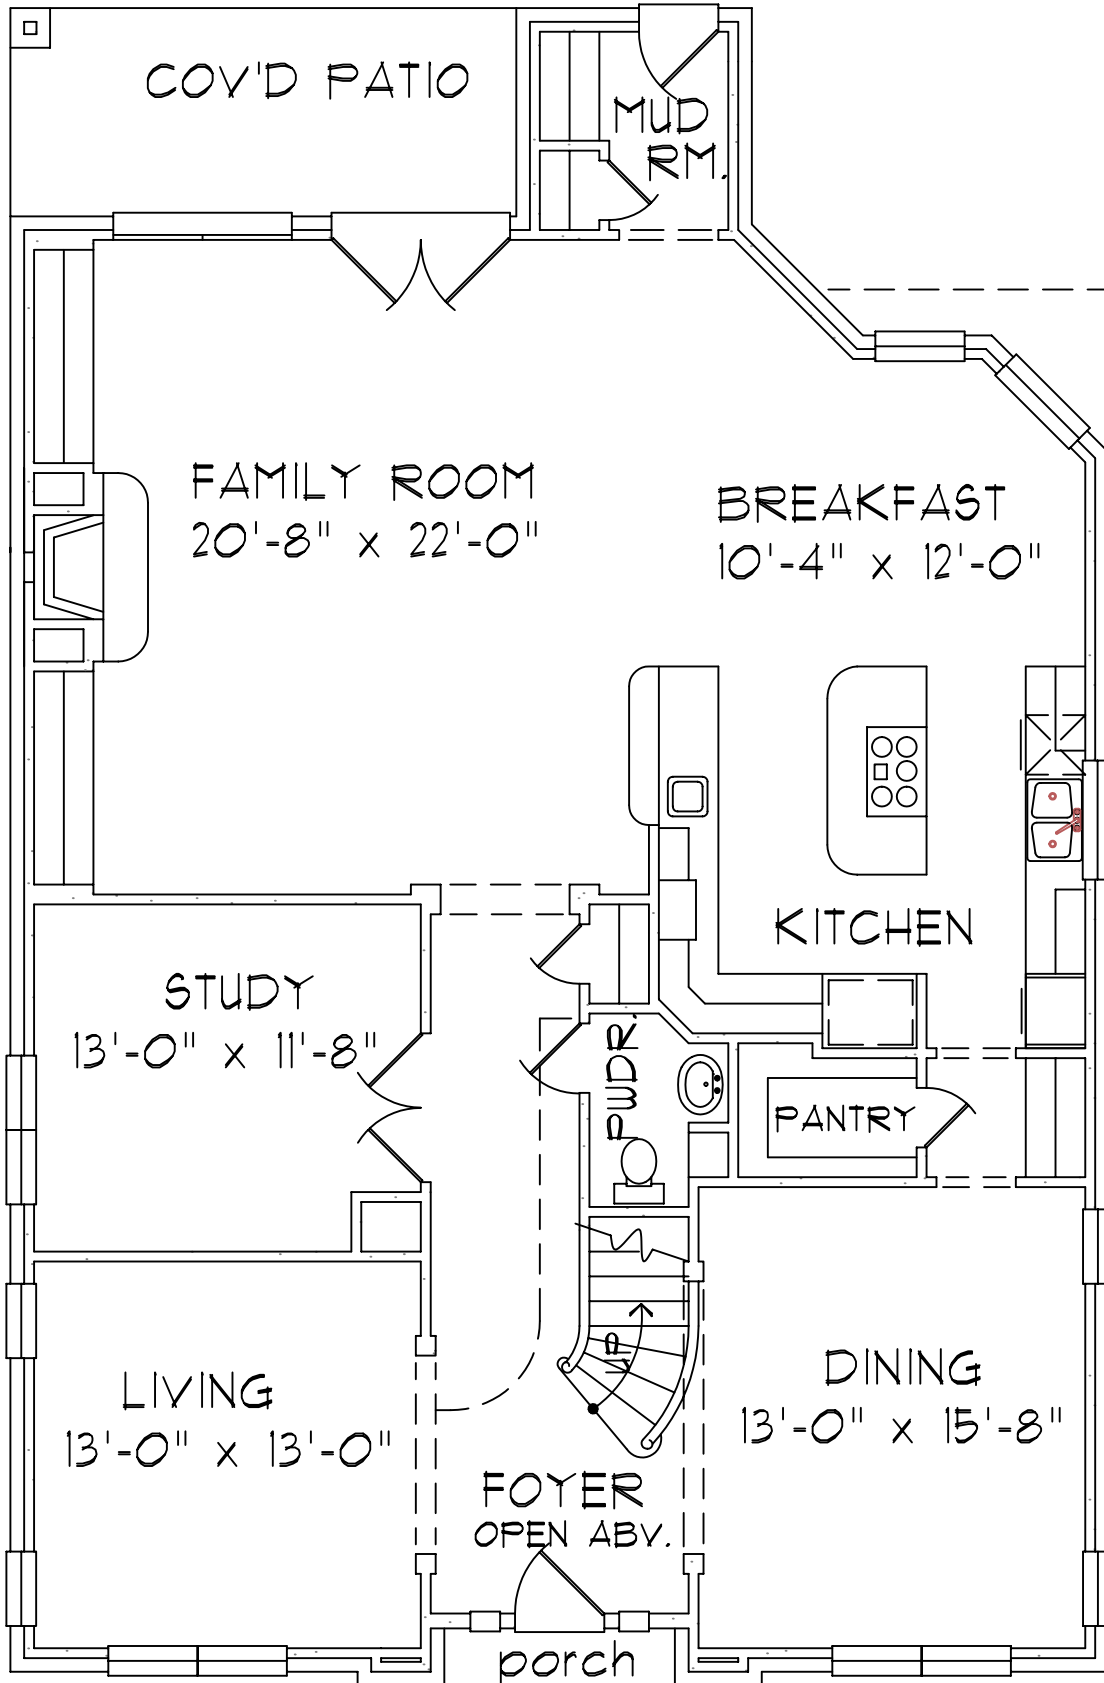 COV'D PATIO
MUD
RM.
FAMILY ROOM
20'-8" x 22'-0"
BREAKFAST
10'-4" x 12'-0"
KITCHEN
STUDY
13'-0" x 11'-8"
PWDR.
PANTRY
UP
LIVING
13'-0" x 13'-0"
DINING
13'-0" x 15'-8"
FOYER
OPEN ABV.
porch